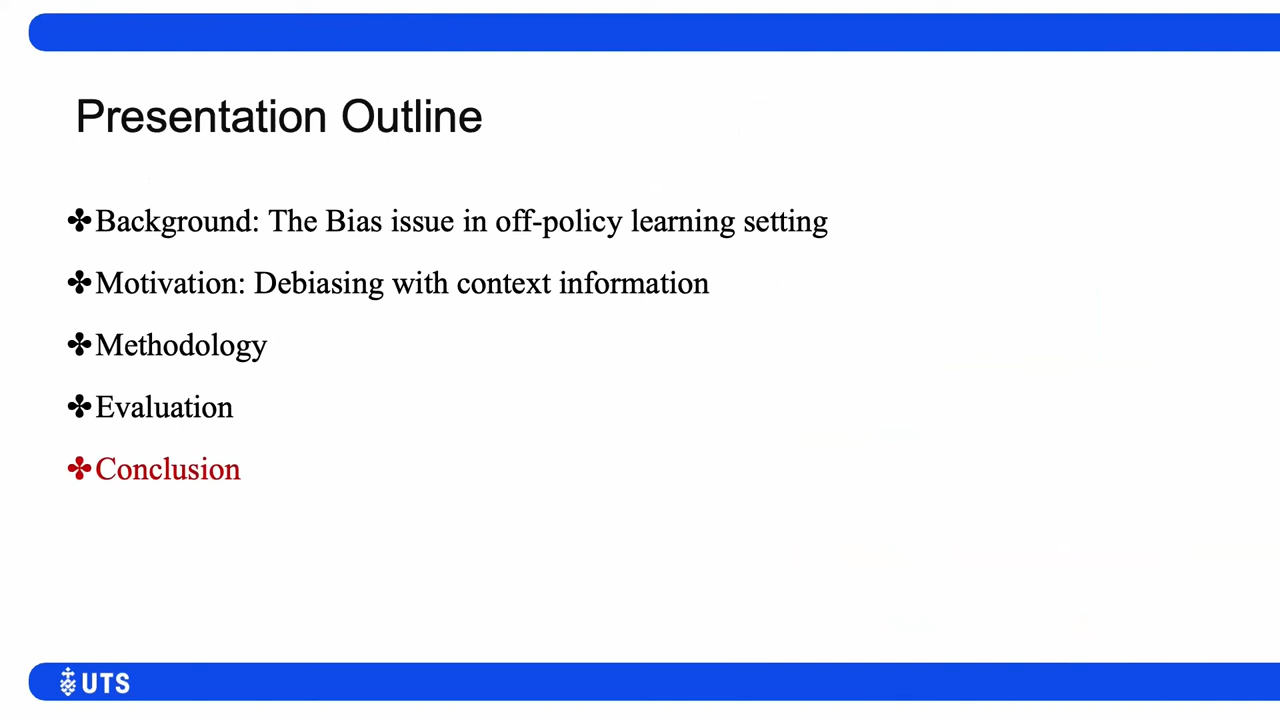 Presentation Outline
✤Background: The Bias issue in off-policy learning setting
✤Motivation: Debiasing with context information
✤Methodology
✤Evaluation
✤Conclusion
UTS